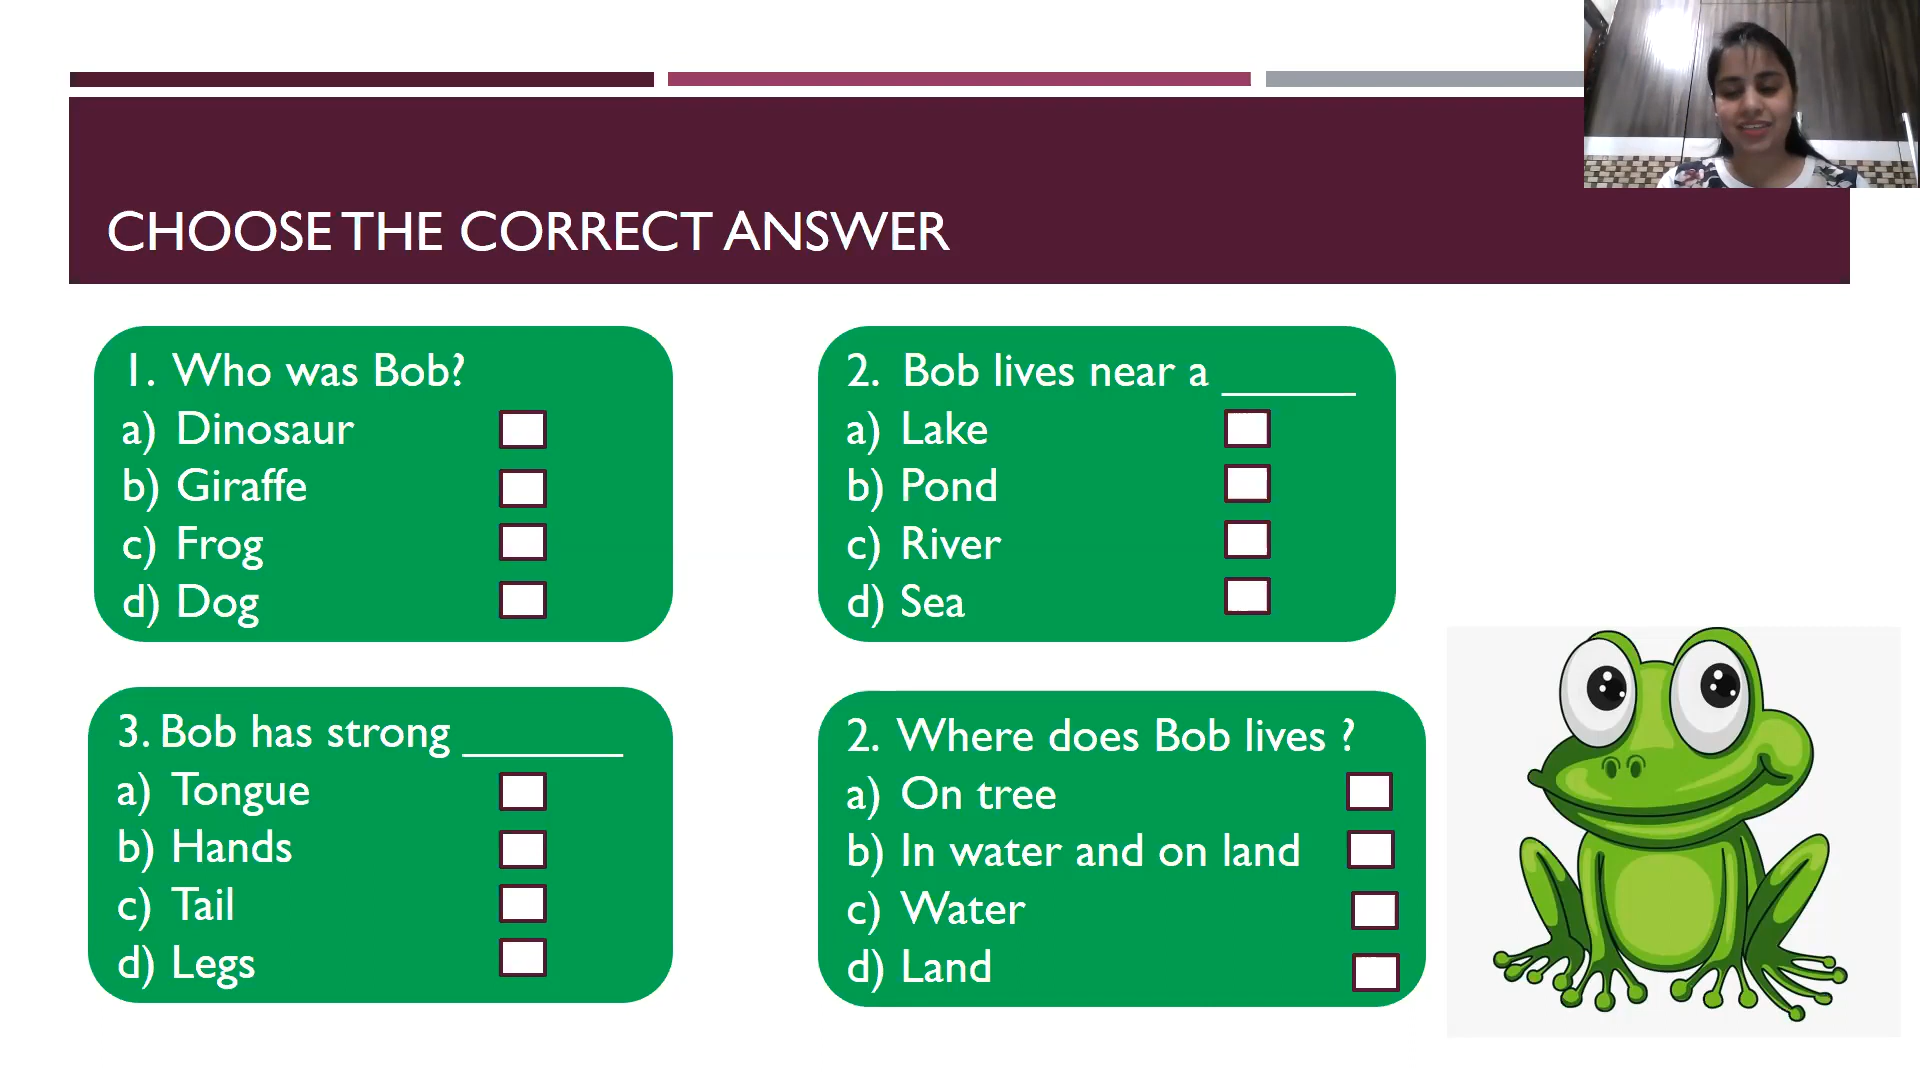 CHOOSE THE CORRECT ANSWER
1. Who was Bob?
a) Dinosaur
b) Giraffe
c) Frog
d) Dog
2. Bob lives near a ______
a) Lake
b) Pond
c) River
d) Sea
3. Bob has strong _______
a) Tongue
b) Hands
c) Tail
d) Legs
2. Where does Bob lives ?
a) On tree
b) In water and on land
c) Water
d) Land